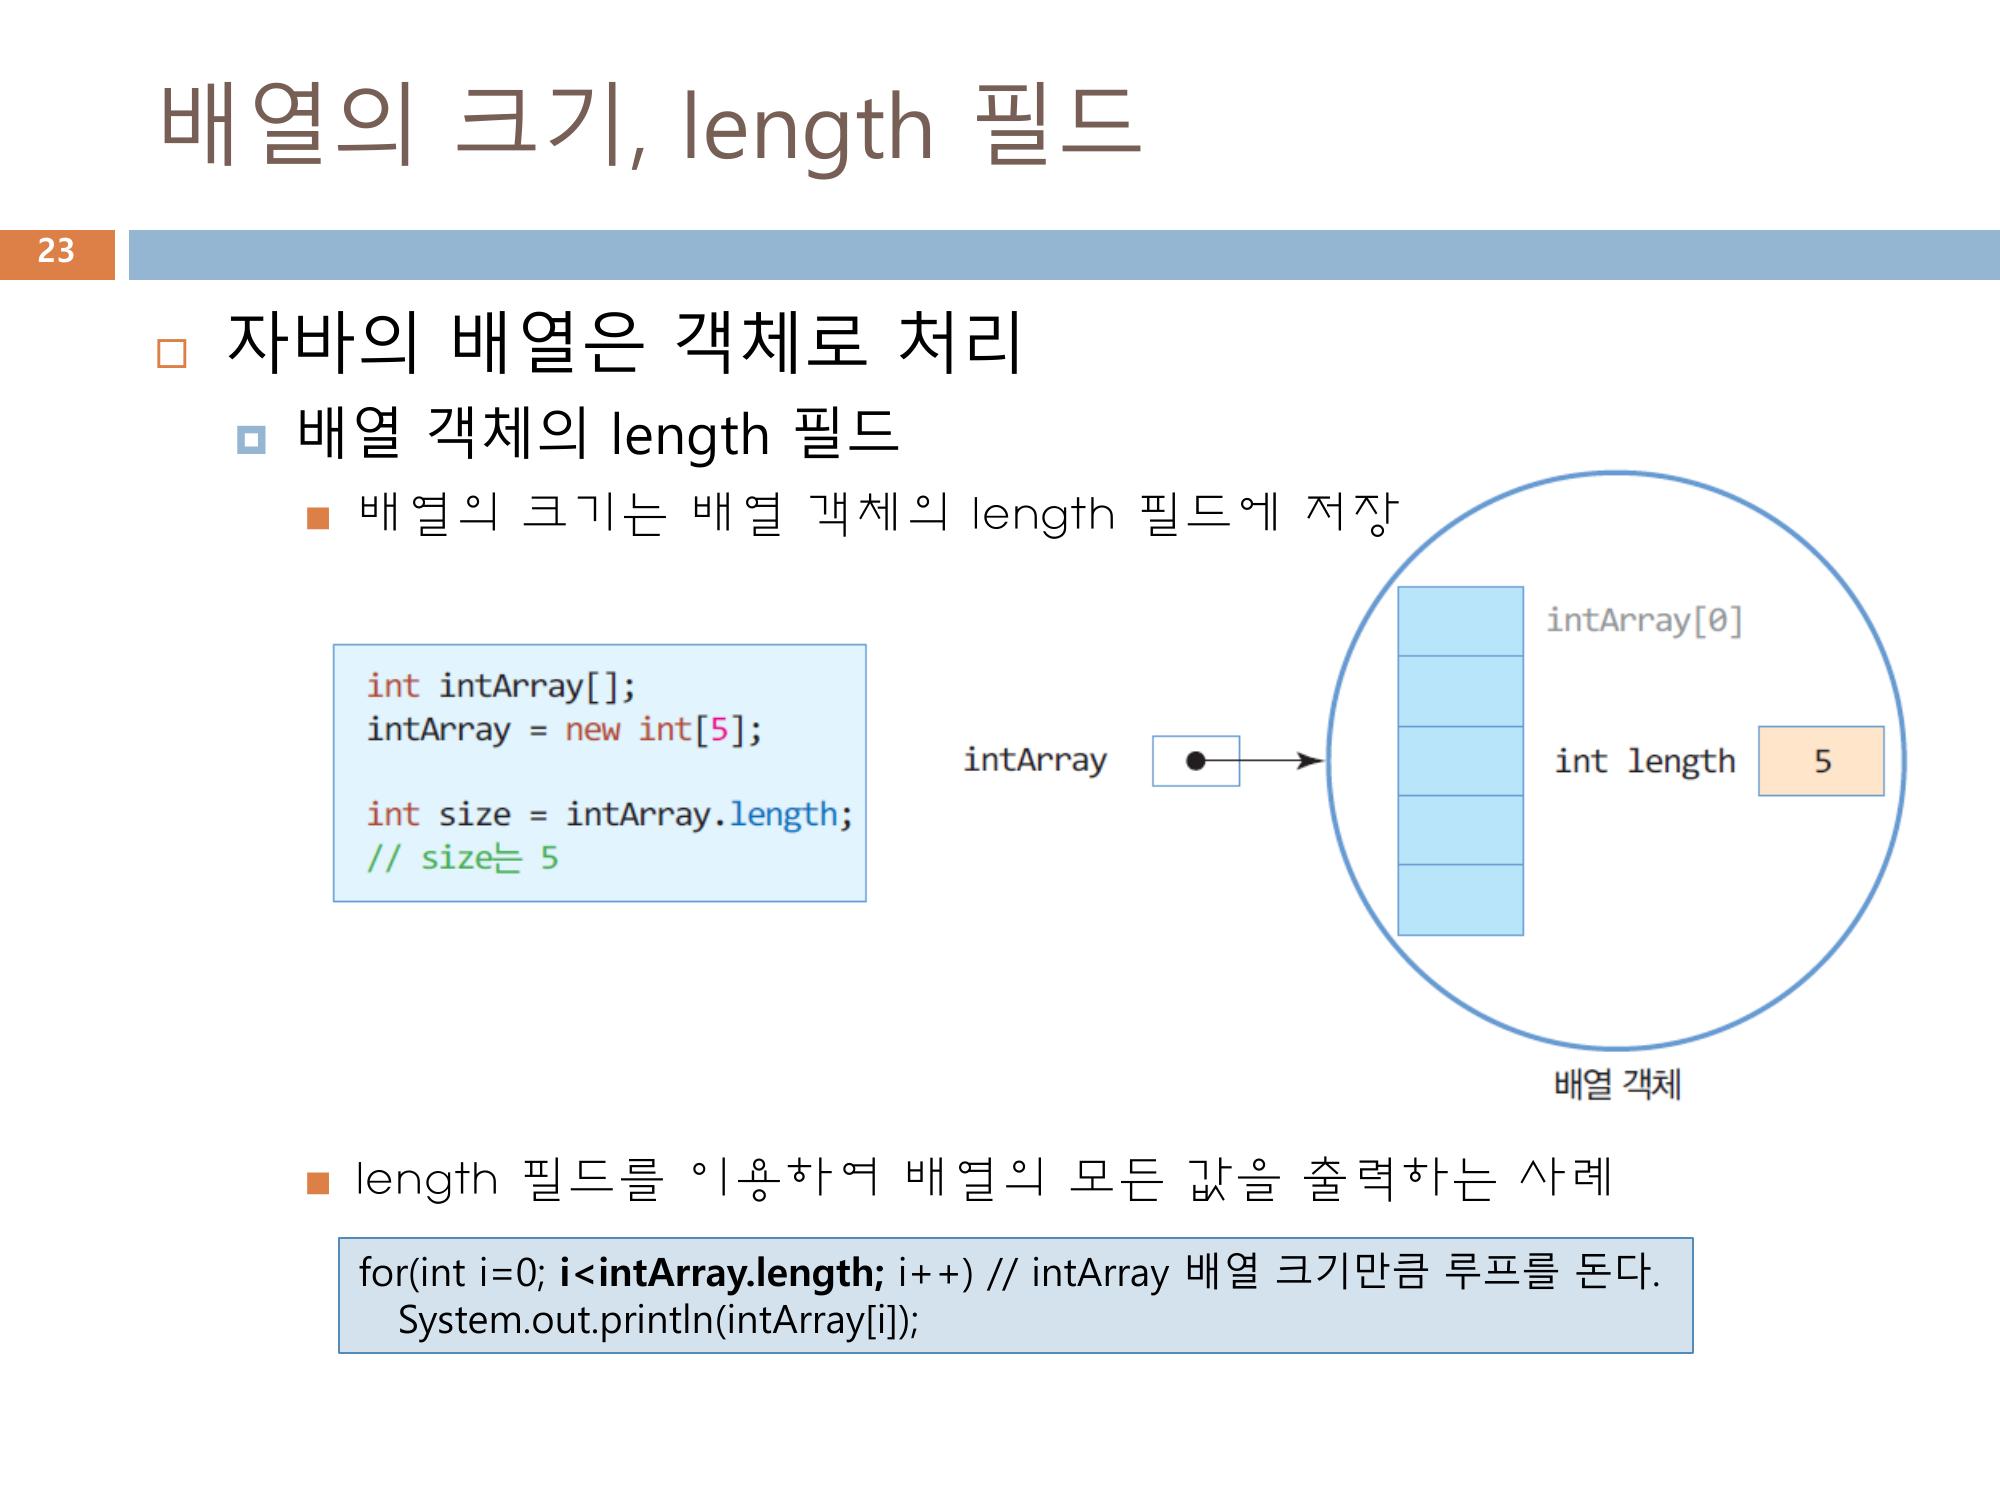 배열의 크기, length 필드
23
자바의 배열은 객체로 처리
배열 객체의 length 필드
배열의 크기는 배열 객체의 length 필드에 저장
int intArray[];
intArray = new int[5];
int size = intArray.length;
// size는 5
intArray
intArray[0]
int length
5
배열 객체
length 필드를 이용하여 배열의 모든 값을 출력하는 사례
for(int i=0; i<intArray.length; i++) // intArray 배열 크기만큼 루프를 돈다.
System.out.println(intArray[i]);